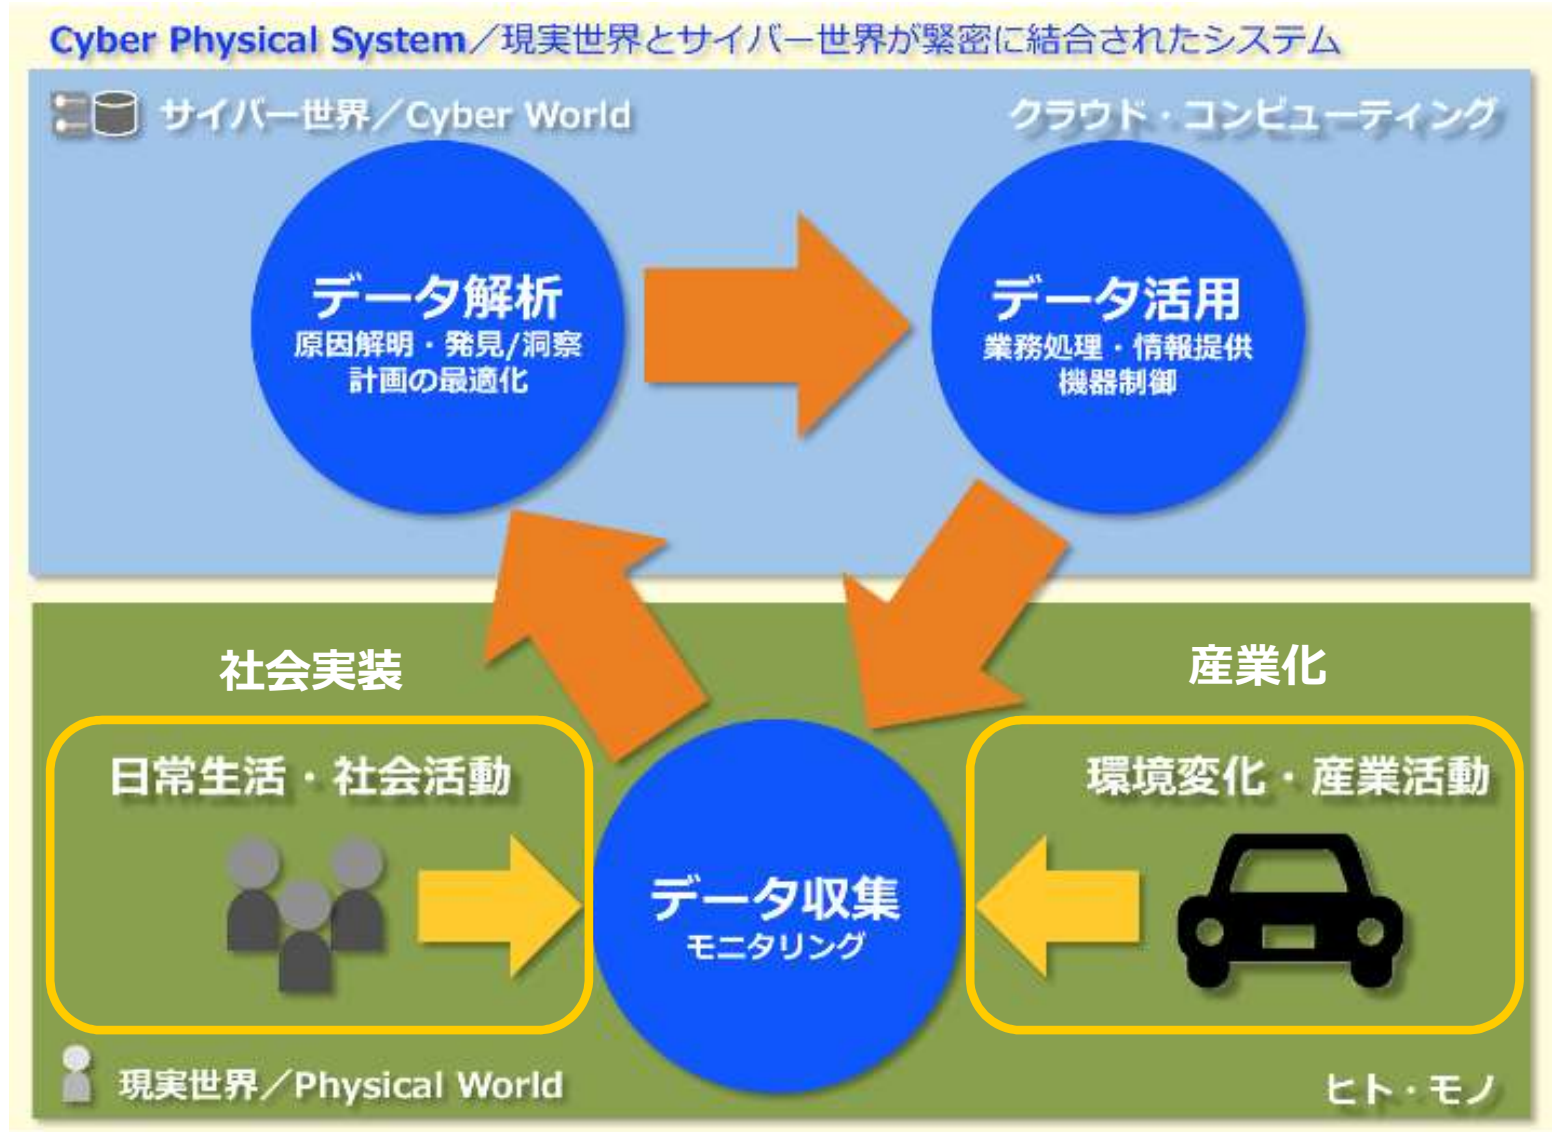 Cyber Physical System／現実世界とサイバー世界が緊密に結合されたシステム
サイバー世界／Cyber World
クラウド・コンピューティング
データ解析
原因解明・発見/洞察
計画の最適化
データ活用
業務処理・情報提供
機器制御
社会実装
産業化
日常生活・社会活動
環境変化・産業活動
データ収集
モニタリング
現実世界／Physical World
ヒト・モノ